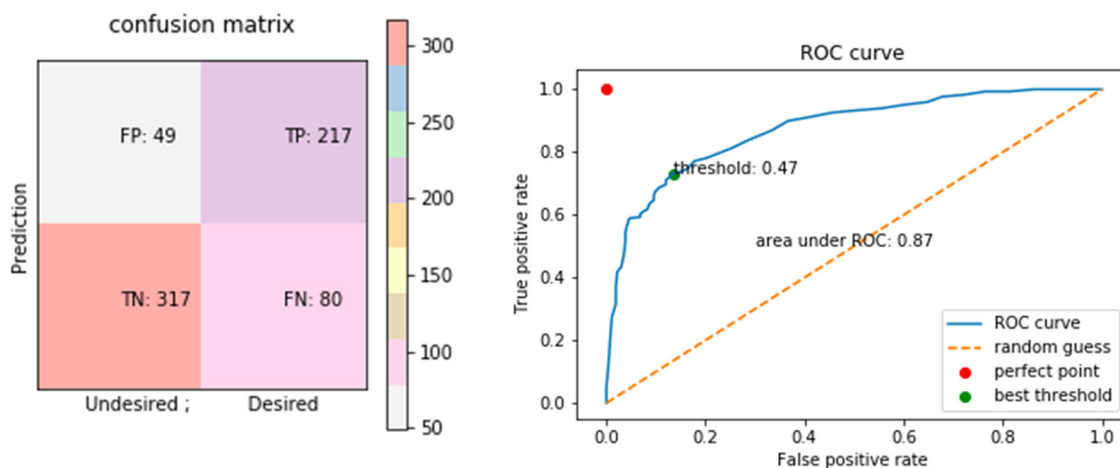 confusion matrix
Prediction
FP: 49
TP: 217
TN: 317
FN: 80
Undesired ;
Desired
300
250
200
150
100
50
ROC curve
True positive rate
1.0
0.8
0.6
0.4
0.2
0.0
threshold: 0.47
area under ROC: 0.87
ROC curve
random guess
perfect point
best threshold
0.0 0.2 0.4 0.6 0.8 1.0
False positive rate